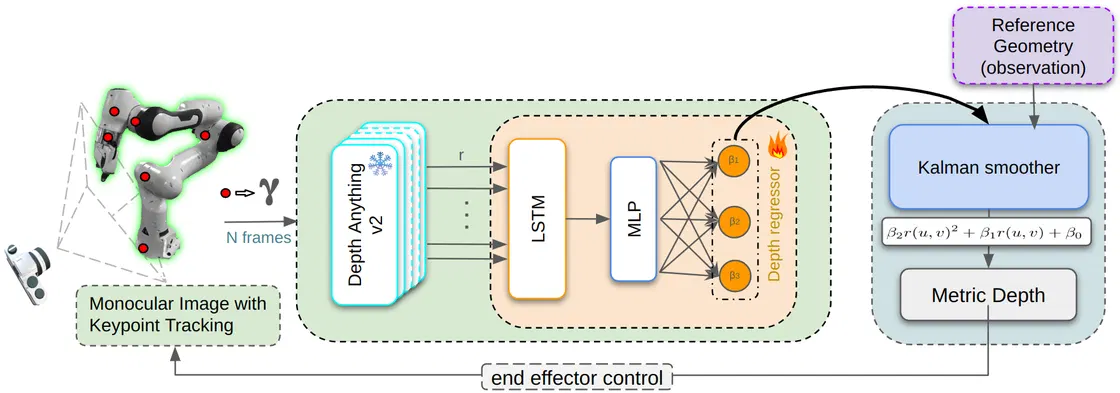 Reference
Geometry
(observation)
⇨ γ
N frames
Depth Anything
v2
r
LSTM
MLP
β₁
β₂
β₃
Depth regressor
Kalman smoother
β₂r(u, v)² + β₁r(u, v) + β₀
Metric Depth
Monocular Image with
Keypoint Tracking
end effector control